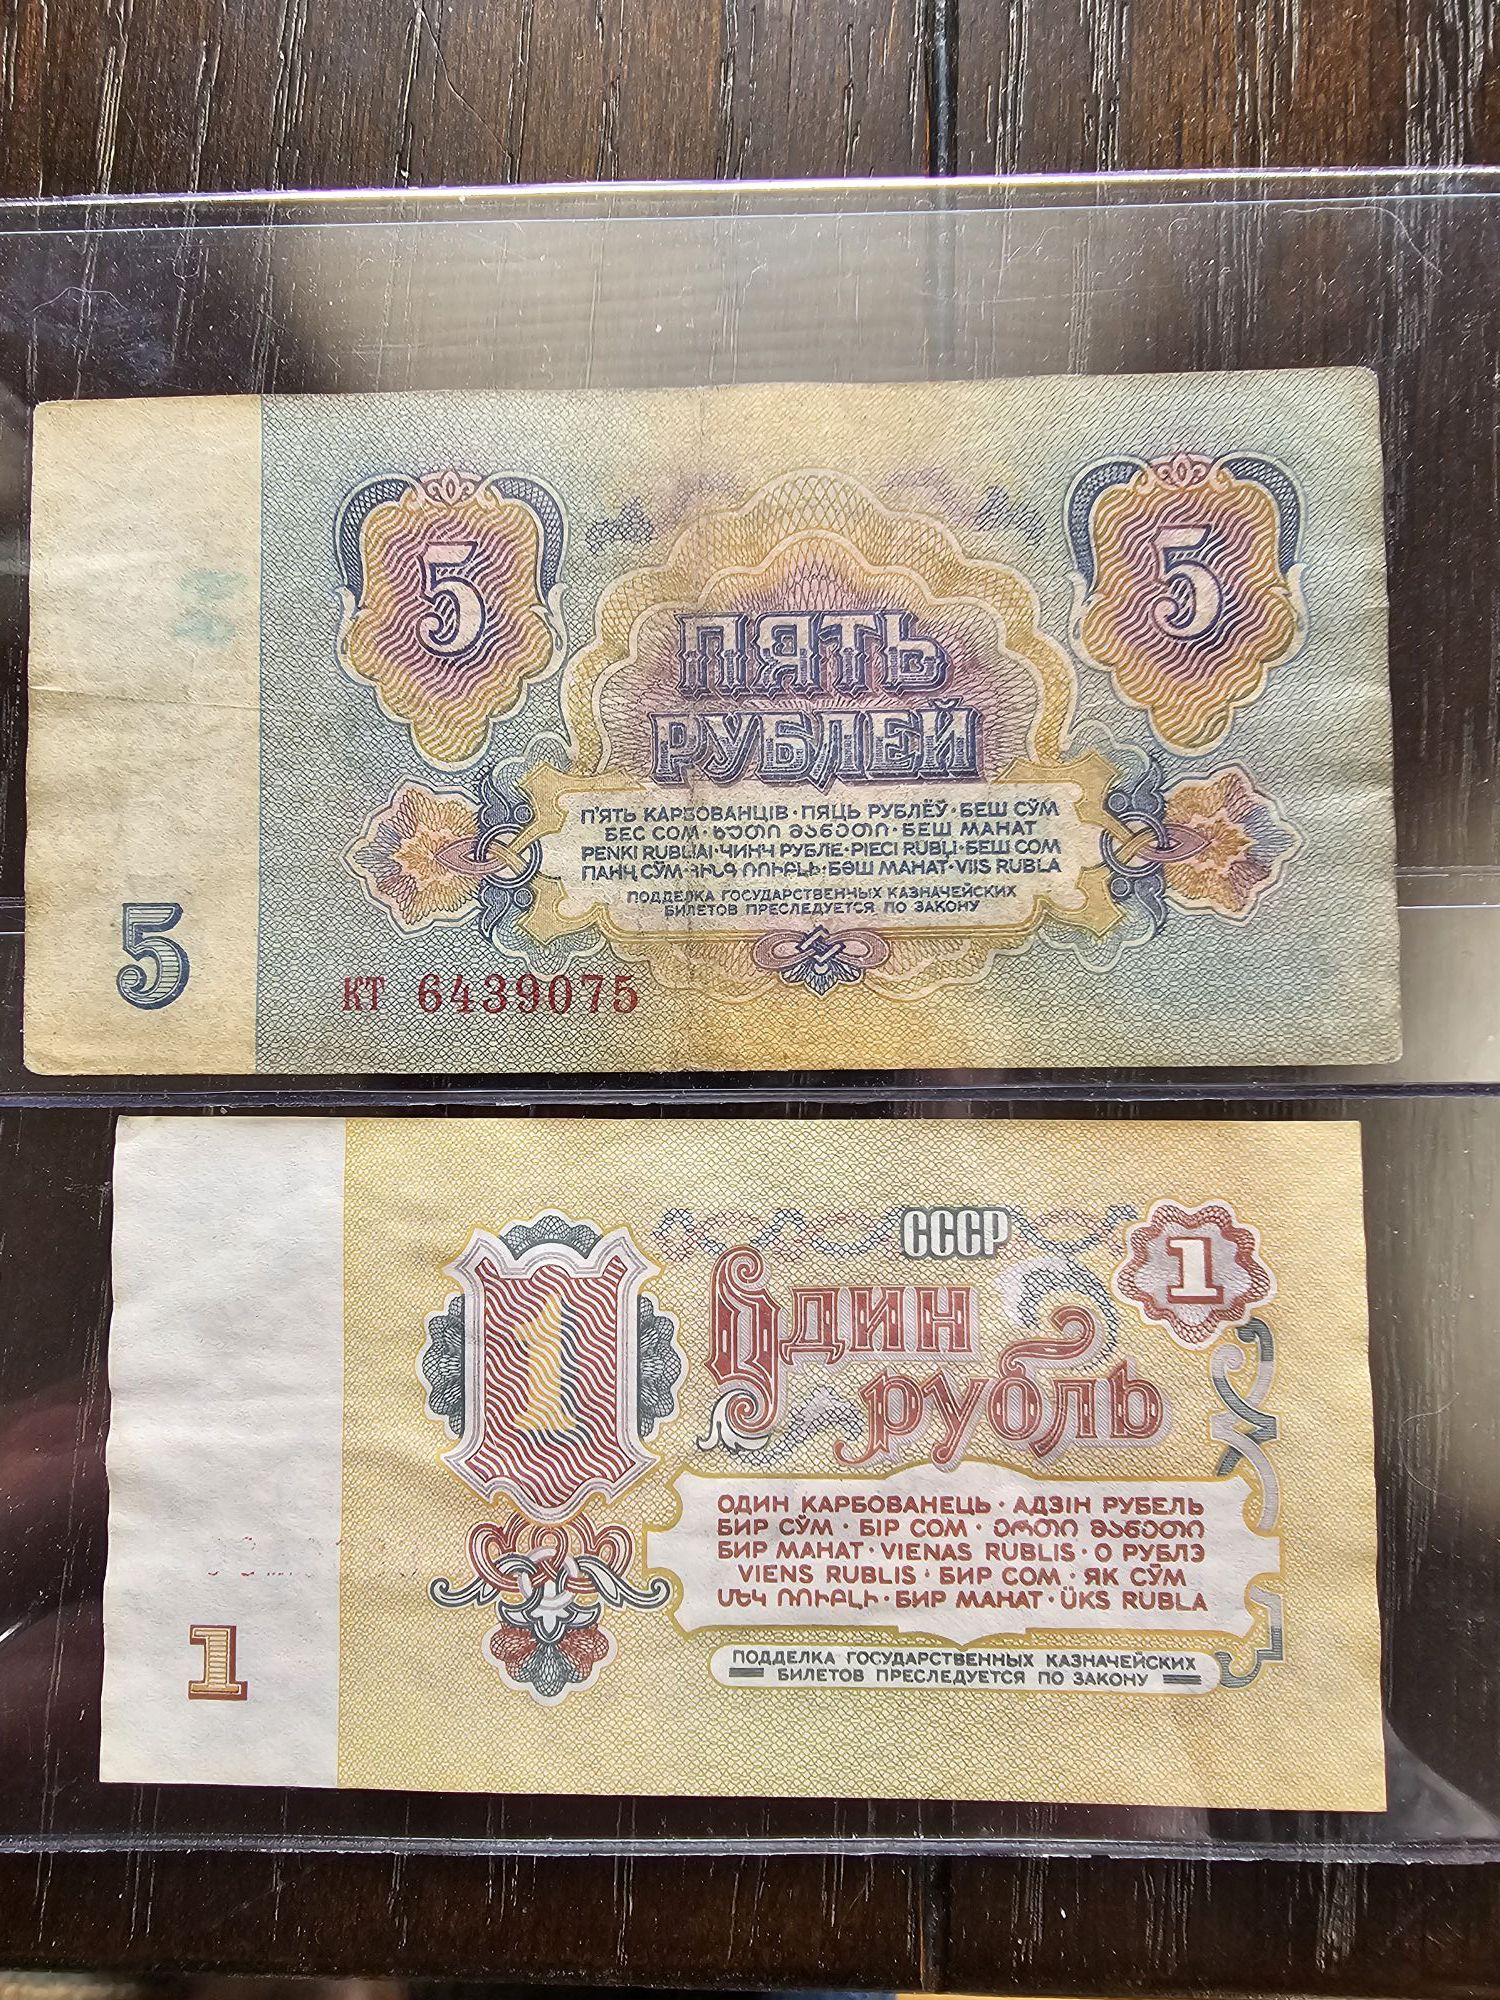 5
5
ПЯТЬ
РУБЛЕЙ
П'ЯТЬ КАРБОВАНЦІВ · ПЯЦЬ РУБЛЁЎ · БЕШ СЎМ
БЕС СОМ · ხუთი მანეთი · БЕШ МАНАТ
PENKI RUBLIAI · ЧИНЧ РУБЛЕ · PIECI RUBĻI · БЕШ СОМ
ПАНҶ СЎМ · ՀԻՆԳ ՌՈՒԲԼԻ · БӘШ МАНАТ · VIIS RUBLA
ПОДДЕЛКА ГОСУДАРСТВЕННЫХ КАЗНАЧЕЙСКИХ
БИЛЕТОВ ПРЕСЛЕДУЕТСЯ ПО ЗАКОНУ
5
КТ 6439075
СССР
1
1
Один
рубль
ОДИН КАРБОВАНЕЦЬ · АДЗІН РУБЕЛЬ
БИР СЎМ · БІР СОМ · ერთი მანეთი
БИР МАНАТ · VIENAS RUBLIS · О РУБЛЭ
VIENS RUBLIS · БИР СОМ · ЯК СЎМ
ՄԵԿ ՌՈՒԲԼԻ · БИР МАНАТ · ÜKS RUBLA
ПОДДЕЛКА ГОСУДАРСТВЕННЫХ КАЗНАЧЕЙСКИХ
БИЛЕТОВ ПРЕСЛЕДУЕТСЯ ПО ЗАКОНУ
1